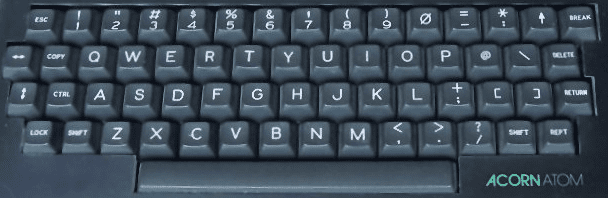 ESC ! 1 " 2 # 3 $ 4 % 5 & 6 ' 7 ( 8 ) 9 Ø = - * : ↑ BREAK
↔ COPY Q W E R T Y U I O P @ \ DELETE
↕ CTRL A S D F G H J K L + ; [ ] RETURN
LOCK SHIFT Z X C V B N M < , > . ? / SHIFT REPT
ACORN ATOM